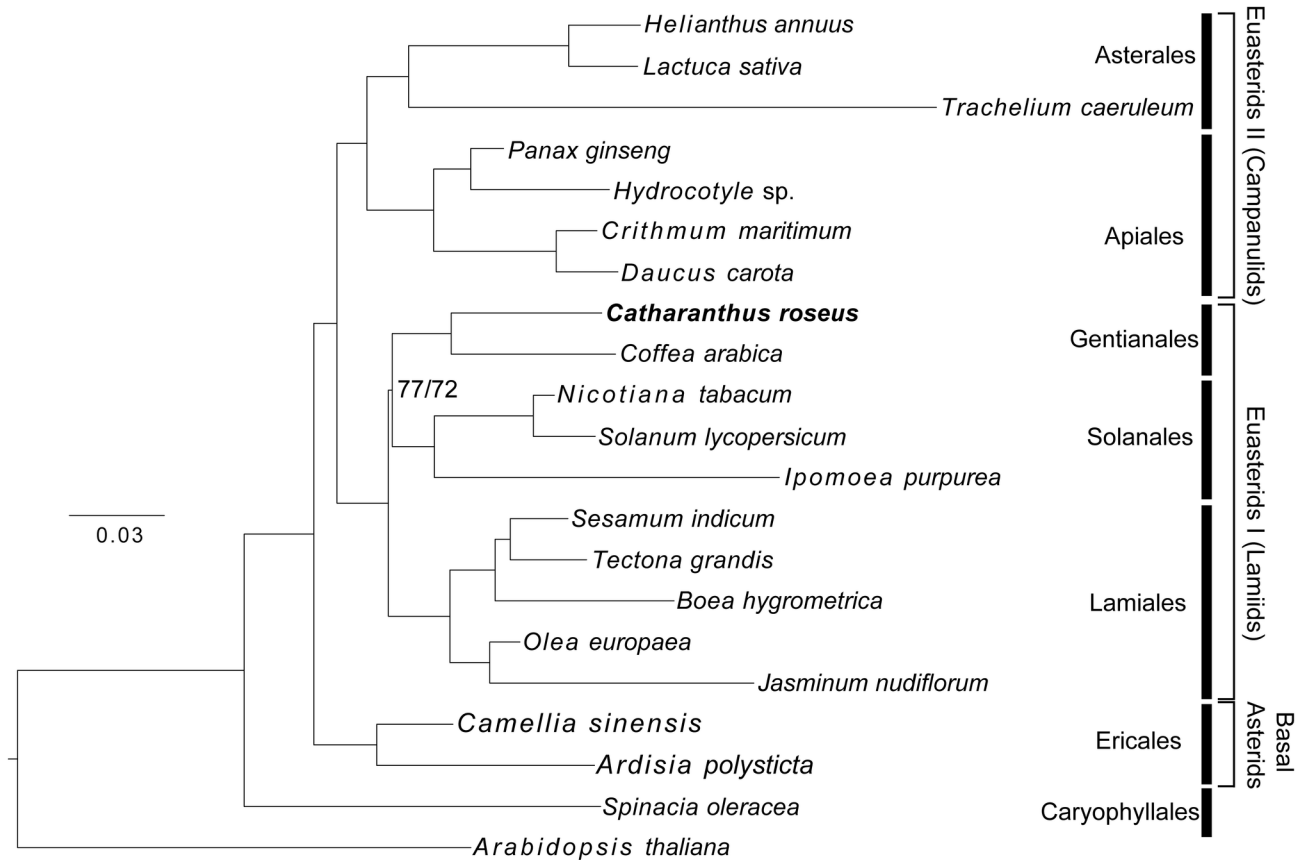 Helianthus annuus
Lactuca sativa
Trachelium caeruleum
Panax ginseng
Hydrocotyle sp.
Crithmum maritimum
Daucus carota
Catharanthus roseus
Coffea arabica
77/72
Nicotiana tabacum
Solanum lycopersicum
Ipomoea purpurea
Sesamum indicum
0.03
Tectona grandis
Boea hygrometrica
Olea europaea
Jasminum nudiflorum
Camellia sinensis
Ardisia polysticta
Spinacia oleracea
Arabidopsis thaliana
Asterales
Apiales
Gentianales
Solanales
Lamiales
Ericales
Caryophyllales
Euasterids II (Campanulids)
Euasterids I (Lamiids)
Basal
Asterids